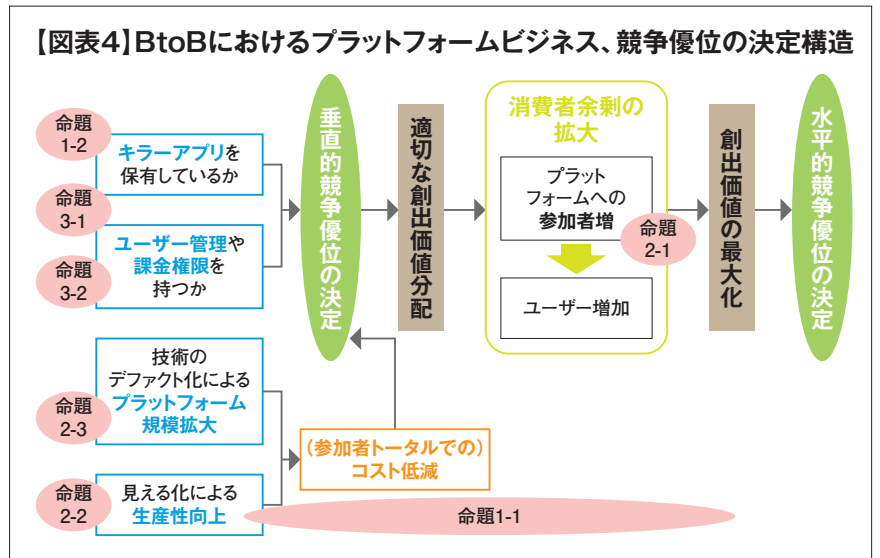 【図表4】BtoBにおけるプラットフォームビジネス、競争優位の決定構造
命題
1-2
キラーアプリを
保有しているか
命題
3-1
ユーザー管理や
課金権限を
持つか
命題
3-2
垂直的競争優位の決定
適切な創出価値分配
消費者余剰の
拡大
プラット
フォームへの
参加者増
命題
2-1
ユーザー増加
創出価値の最大化
水平的競争優位の決定
技術の
デファクト化による
プラットフォーム
規模拡大
命題
2-3
(参加者トータルでの)
コスト低減
命題
2-2
見える化による
生産性向上
命題1-1